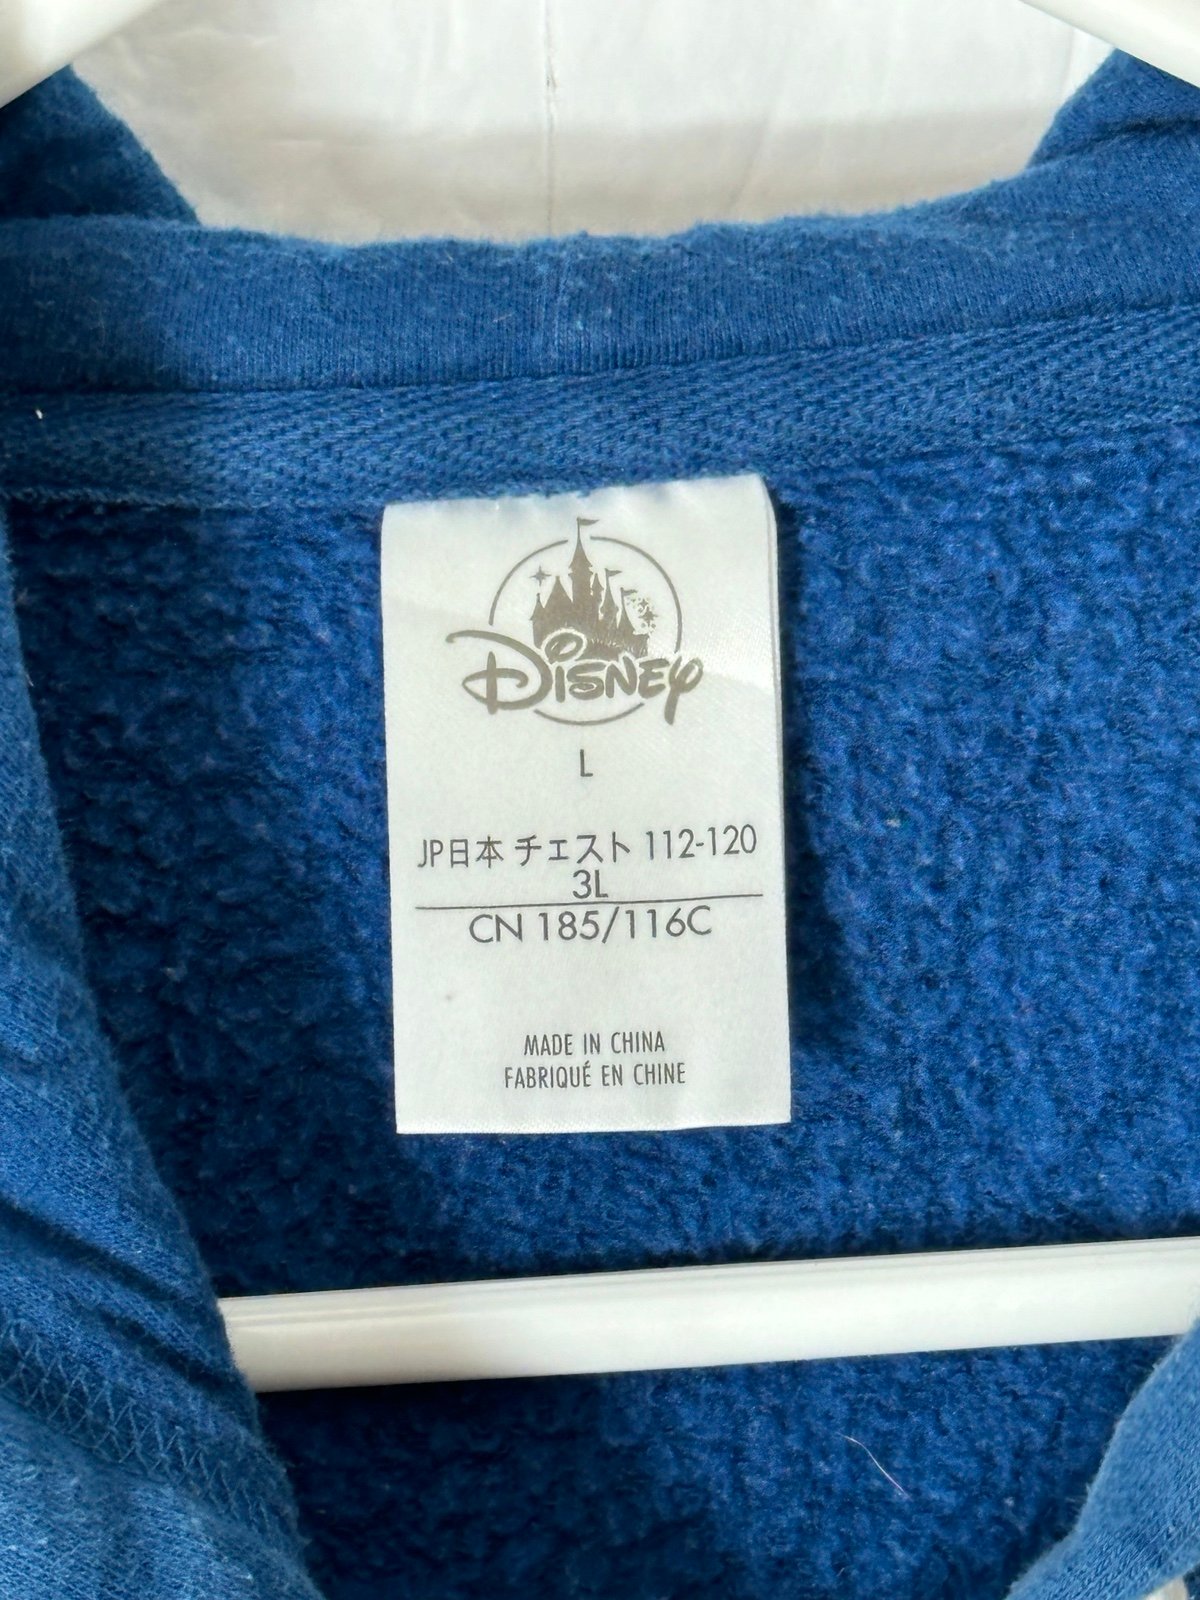 Disney
L
JP日本 チェスト 112-120
3L
CN 185/116C
MADE IN CHINA
FABRIQUÉ EN CHINE